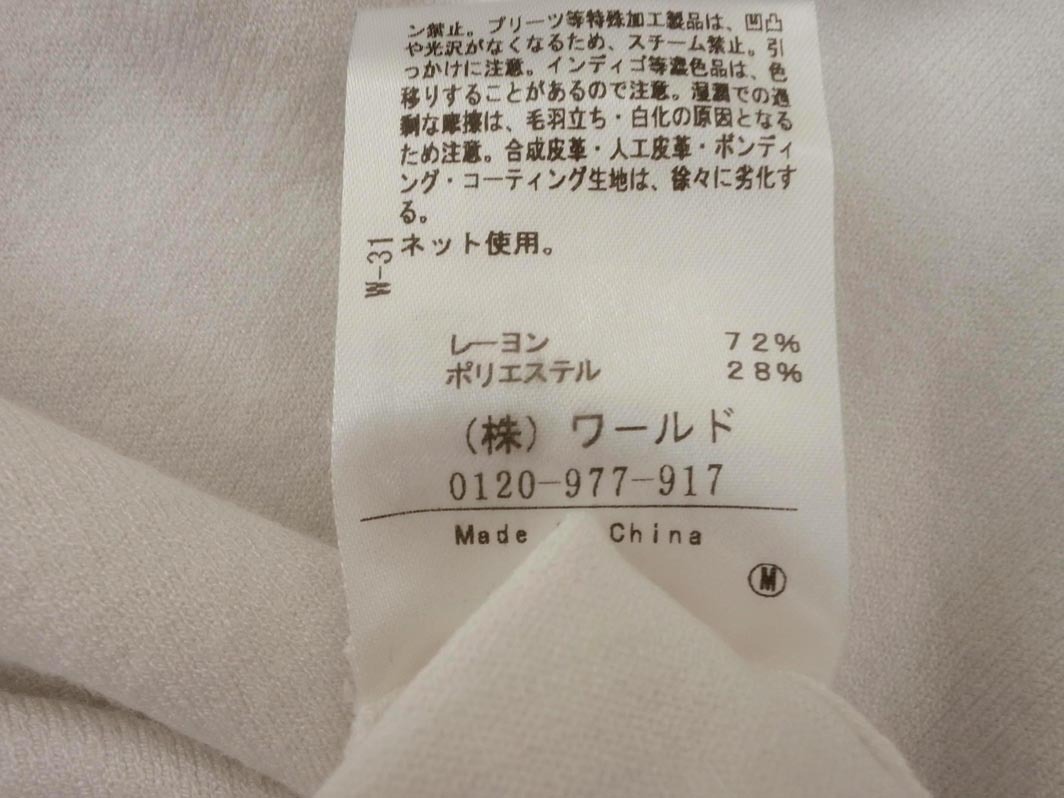 ン禁止。プリーツ等特殊加工製品は、凹凸
や光沢がなくなるため、スチーム禁止。引
っかけに注意。インディゴ等濃色品は、色
移りすることがあるので注意。湿潤での過
剰な摩擦は、毛羽立ち・白化の原因となる
ため注意。合成皮革・人工皮革・ボンディ
ング・コーティング生地は、徐々に劣化す
る。
ネット使用。
W-31
レーヨン 72%
ポリエステル 28%
(株) ワールド
0120-977-917
Made China
M